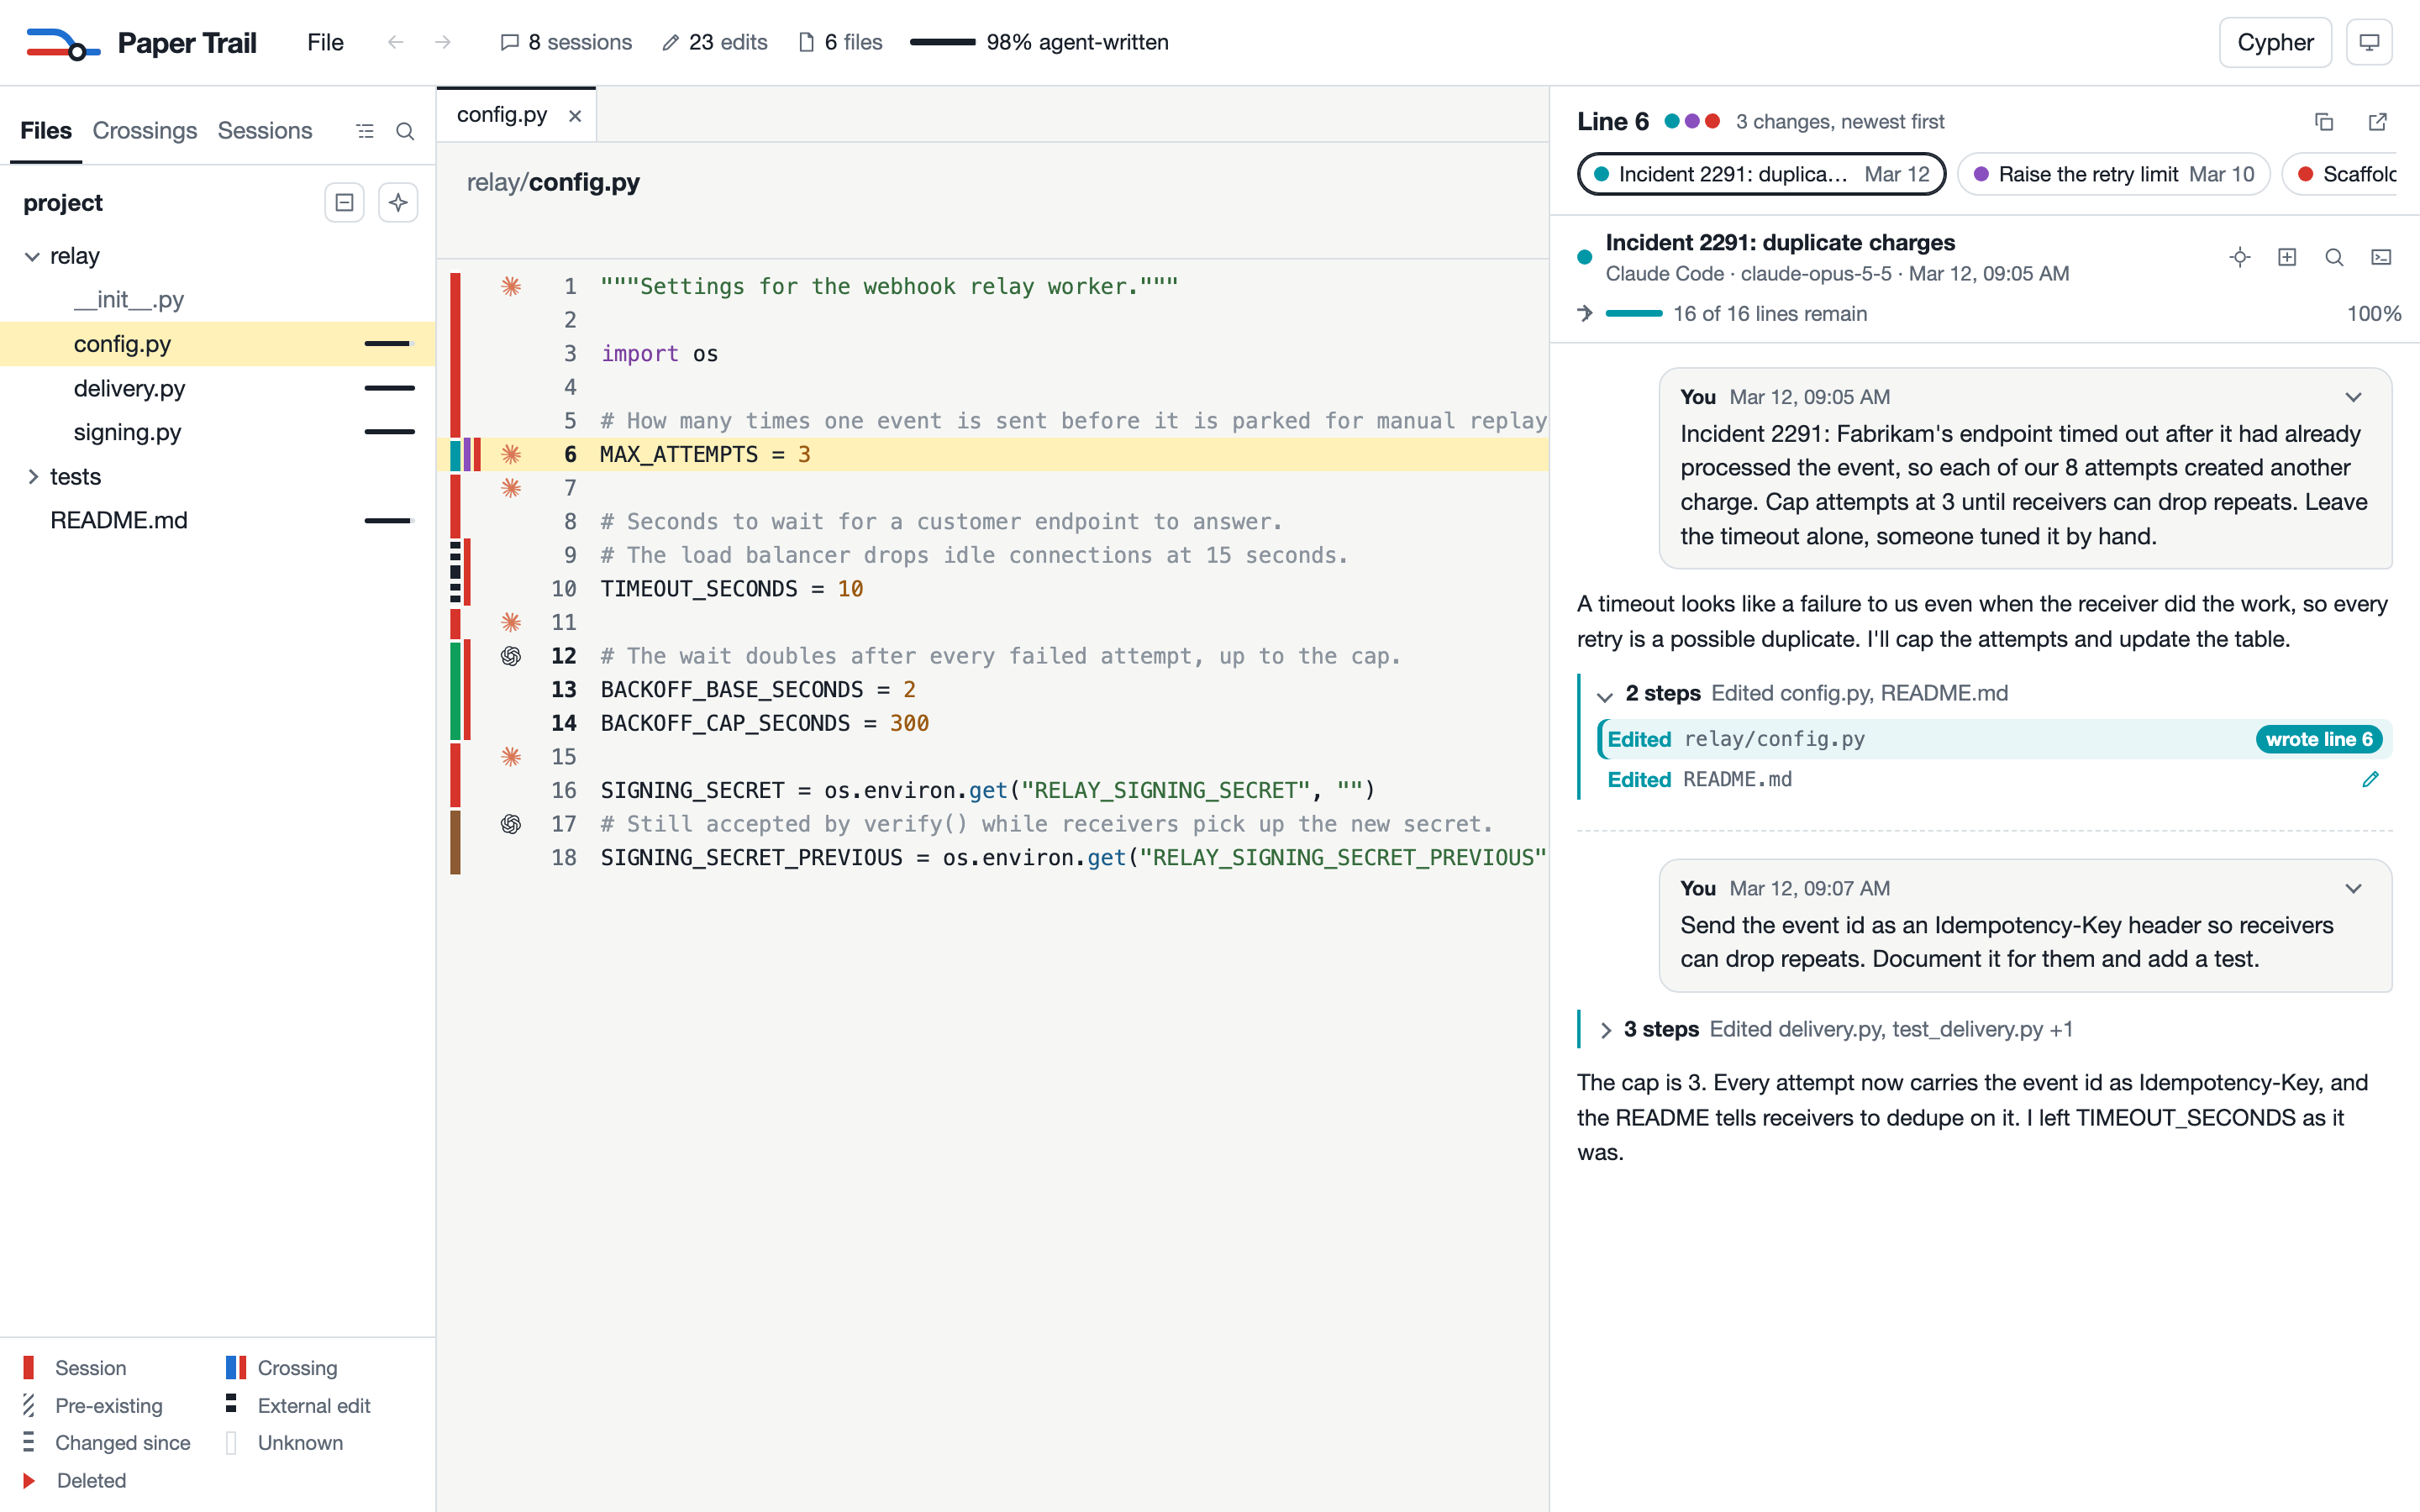 Paper Trail
File
8 sessions
23 edits
6 files
98% agent-written
Cypher
Files
Crossings
Sessions
project
relay
__init__.py
config.py
delivery.py
signing.py
tests
README.md
Session
Crossing
Pre-existing
External edit
Changed since
Unknown
Deleted
config.py
relay/config.py
1 """Settings for the webhook relay worker."""
2
3 import os
4
5 # How many times one event is sent before it is parked for manual replay
6 MAX_ATTEMPTS = 3
7
8 # Seconds to wait for a customer endpoint to answer.
9 # The load balancer drops idle connections at 15 seconds.
10 TIMEOUT_SECONDS = 10
11
12 # The wait doubles after every failed attempt, up to the cap.
13 BACKOFF_BASE_SECONDS = 2
14 BACKOFF_CAP_SECONDS = 300
15
16 SIGNING_SECRET = os.environ.get("RELAY_SIGNING_SECRET", "")
17 # Still accepted by verify() while receivers pick up the new secret.
18 SIGNING_SECRET_PREVIOUS = os.environ.get("RELAY_SIGNING_SECRET_PREVIOUS"
Line 6
3 changes, newest first
Incident 2291: duplica... Mar 12
Raise the retry limit Mar 10
Scaffold
Incident 2291: duplicate charges
Claude Code · claude-opus-5-5 · Mar 12, 09:05 AM
16 of 16 lines remain
100%
You Mar 12, 09:05 AM
Incident 2291: Fabrikam's endpoint timed out after it had already
processed the event, so each of our 8 attempts created another
charge. Cap attempts at 3 until receivers can drop repeats. Leave
the timeout alone, someone tuned it by hand.
A timeout looks like a failure to us even when the receiver did the work, so every
retry is a possible duplicate. I'll cap the attempts and update the table.
2 steps Edited config.py, README.md
Edited relay/config.py wrote line 6
Edited README.md
You Mar 12, 09:07 AM
Send the event id as an Idempotency-Key header so receivers
can drop repeats. Document it for them and add a test.
3 steps Edited delivery.py, test_delivery.py +1
The cap is 3. Every attempt now carries the event id as Idempotency-Key, and
the README tells receivers to dedupe on it. I left TIMEOUT_SECONDS as it
was.